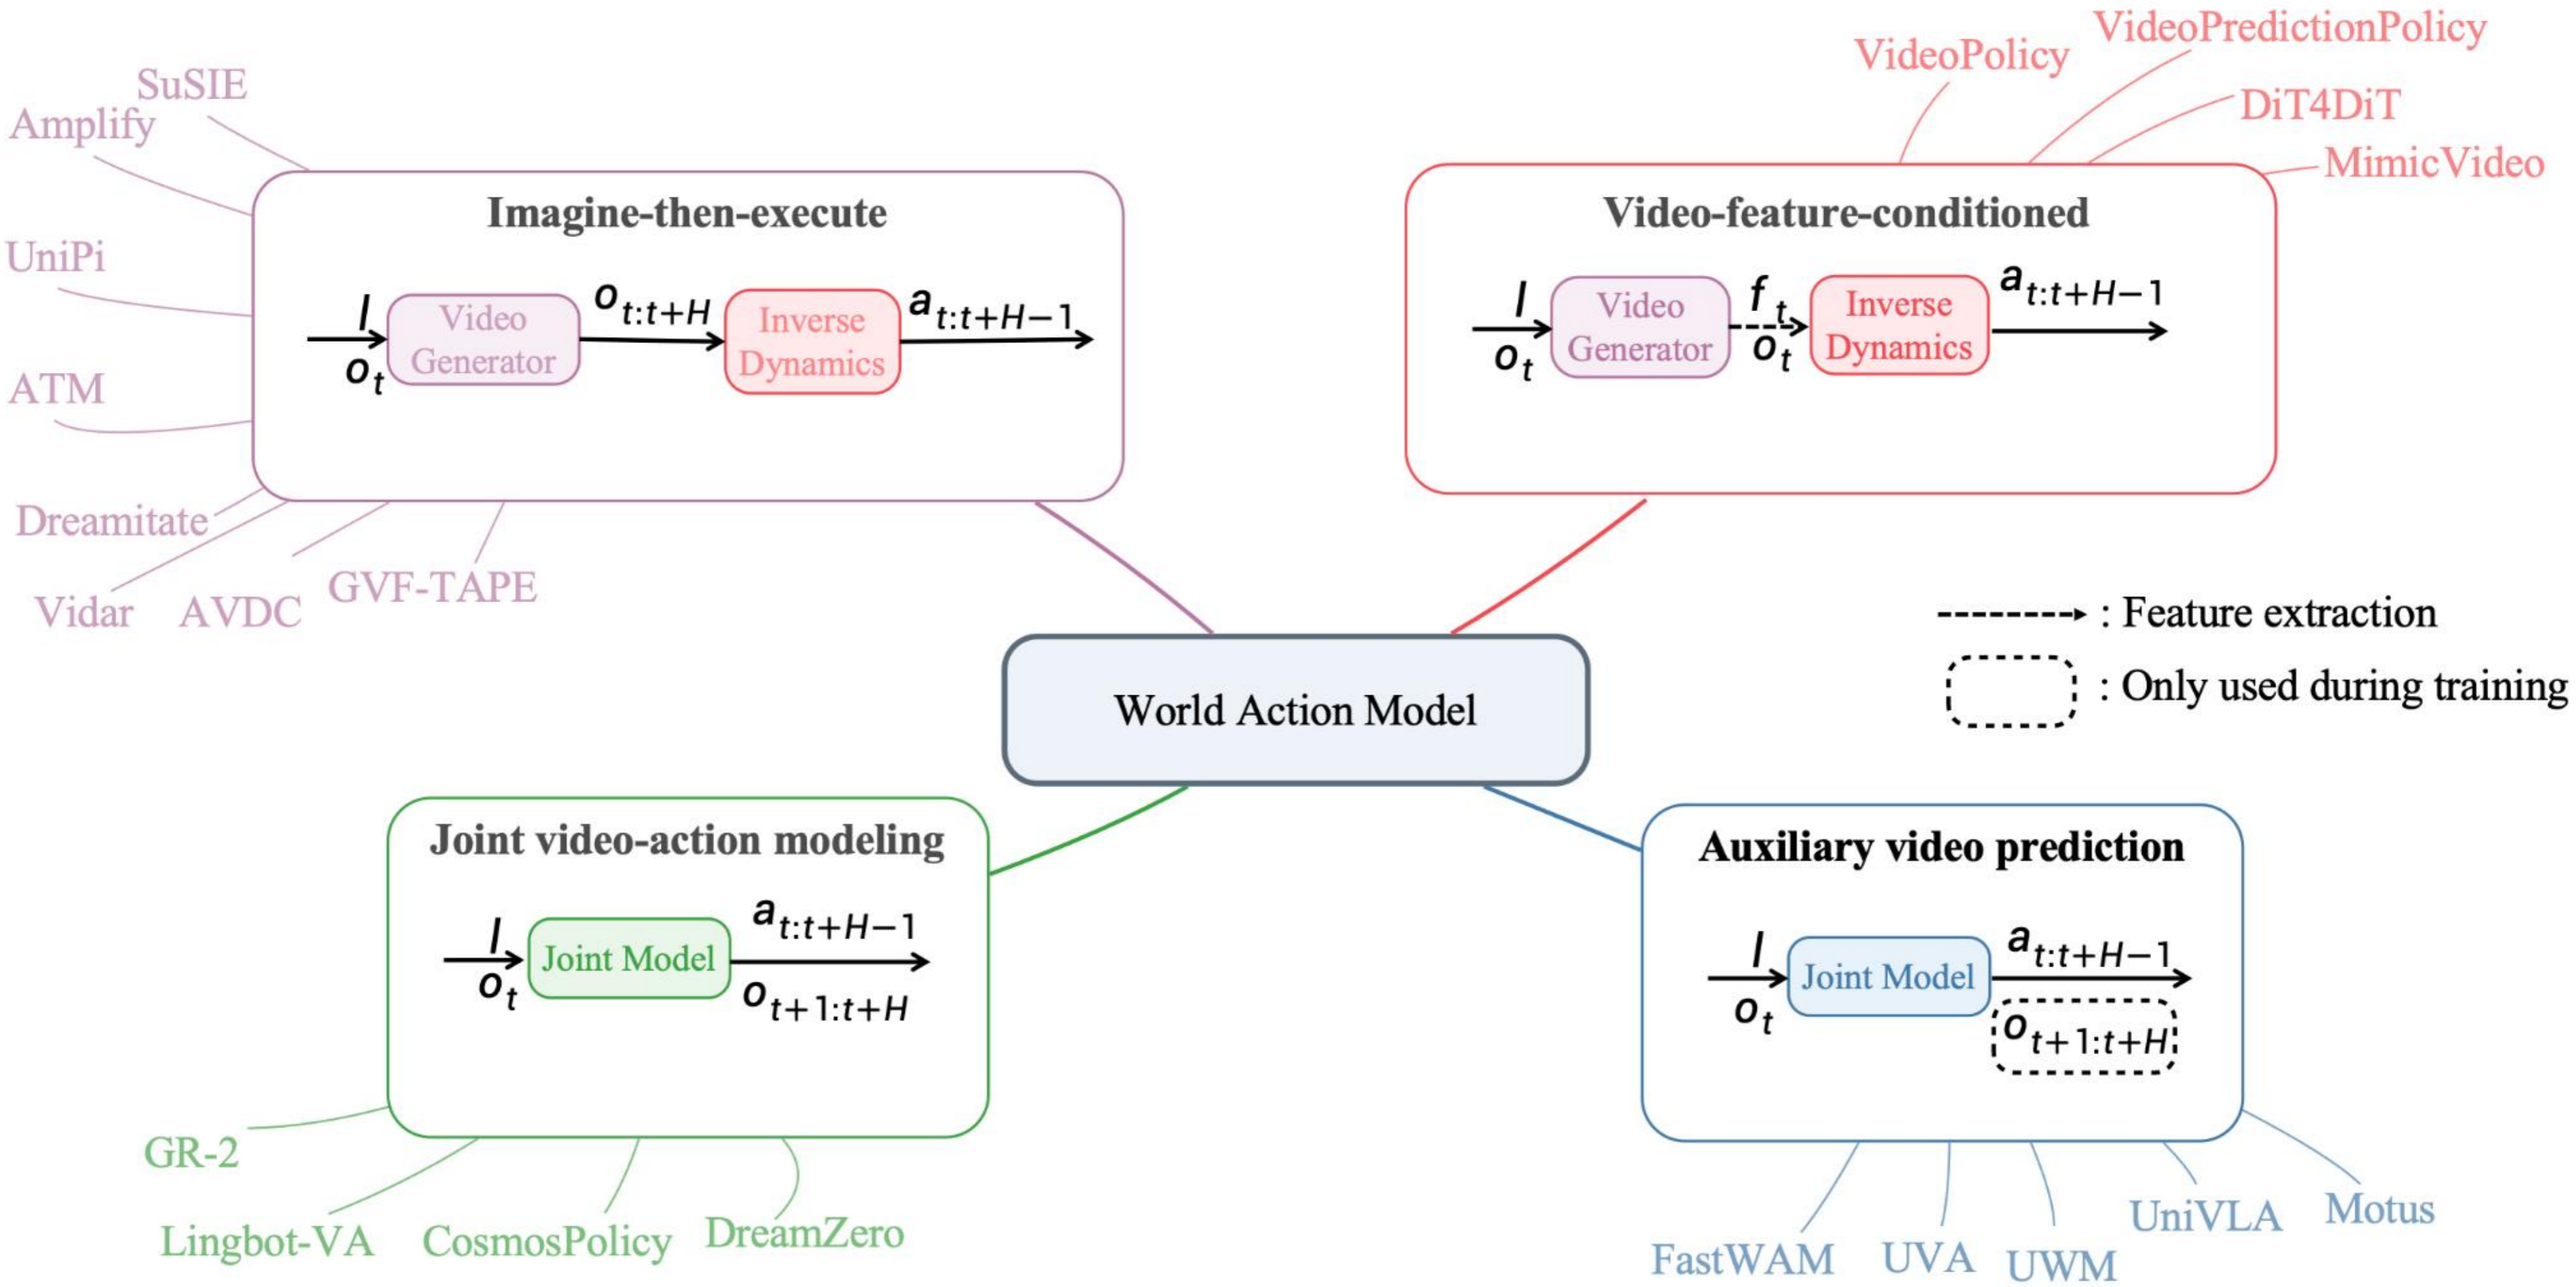 SuSIE
Amplify
UniPi
ATM
Dreamitate
Vidar
AVDC
GVF-TAPE
Imagine-then-execute
l
o_t
Video
Generator
o_{t:t+H}
Inverse
Dynamics
a_{t:t+H−1}
VideoPolicy
VideoPredictionPolicy
DiT4DiT
MimicVideo
Video-feature-conditioned
l
o_t
Video
Generator
f_t
o_t
Inverse
Dynamics
a_{t:t+H−1}
World Action Model
: Feature extraction
: Only used during training
Joint video-action modeling
l
o_t
Joint Model
a_{t:t+H−1}
o_{t+1:t+H}
GR-2
Lingbot-VA
CosmosPolicy
DreamZero
Auxiliary video prediction
l
o_t
Joint Model
a_{t:t+H−1}
o_{t+1:t+H}
FastWAM
UVA
UWM
UniVLA
Motus